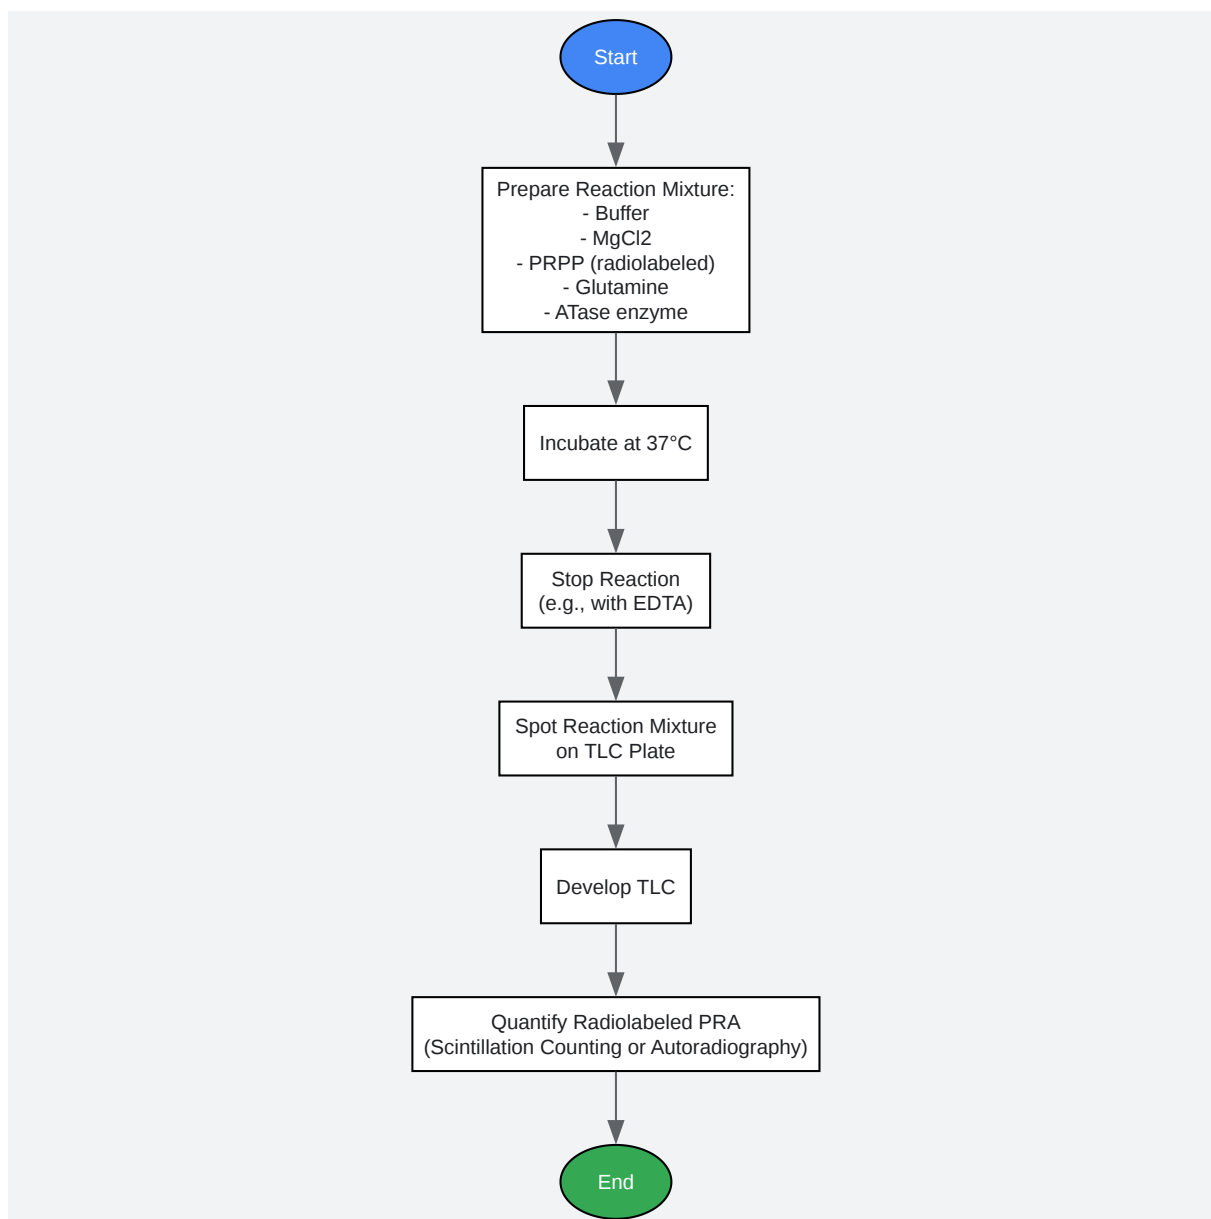 Start
Prepare Reaction Mixture:
- Buffer
- MgCl2
- PRPP (radiolabeled)
- Glutamine
- ATase enzyme
Incubate at 37°C
Stop Reaction
(e.g., with EDTA)
Spot Reaction Mixture
on TLC Plate
Develop TLC
Quantify Radiolabeled PRA
(Scintillation Counting or Autoradiography)
End